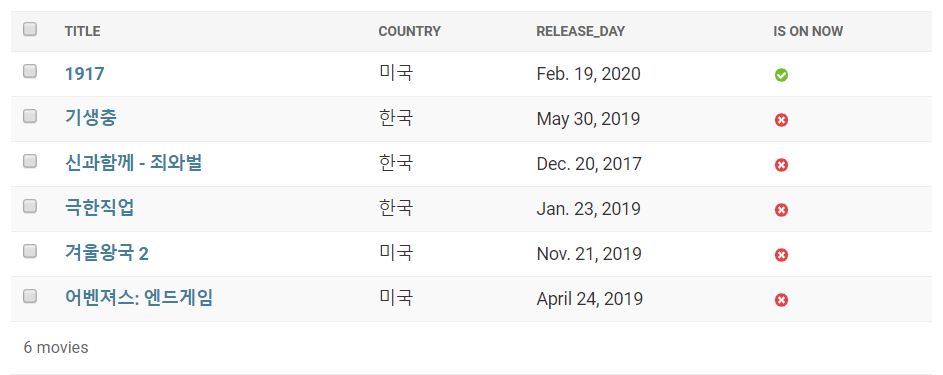 TITLE COUNTRY RELEASE_DAY IS ON NOW
1917 미국 Feb. 19, 2020
기생충 한국 May 30, 2019
신과함께 - 죄와벌 한국 Dec. 20, 2017
극한직업 한국 Jan. 23, 2019
겨울왕국 2 미국 Nov. 21, 2019
어벤져스: 엔드게임 미국 April 24, 2019
6 movies